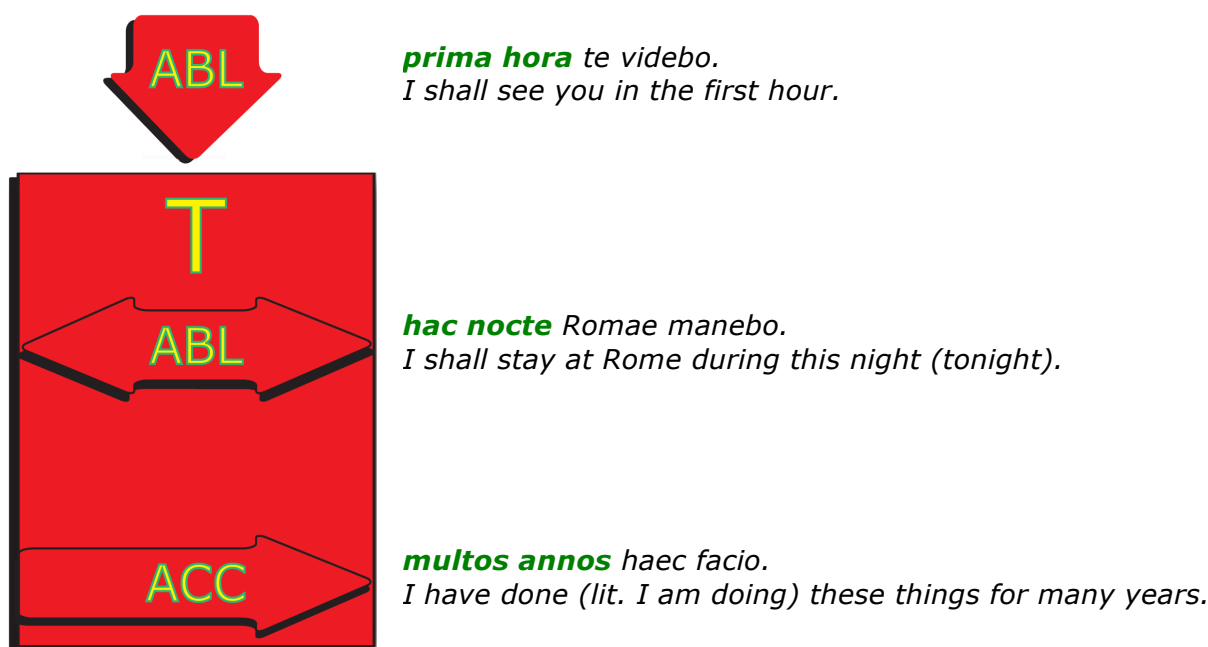 ABL
prima hora te videbo.
I shall see you in the first hour.
T
ABL
hac nocte Romae manebo.
I shall stay at Rome during this night (tonight).
ACC
multos annos haec facio.
I have done (lit. I am doing) these things for many years.